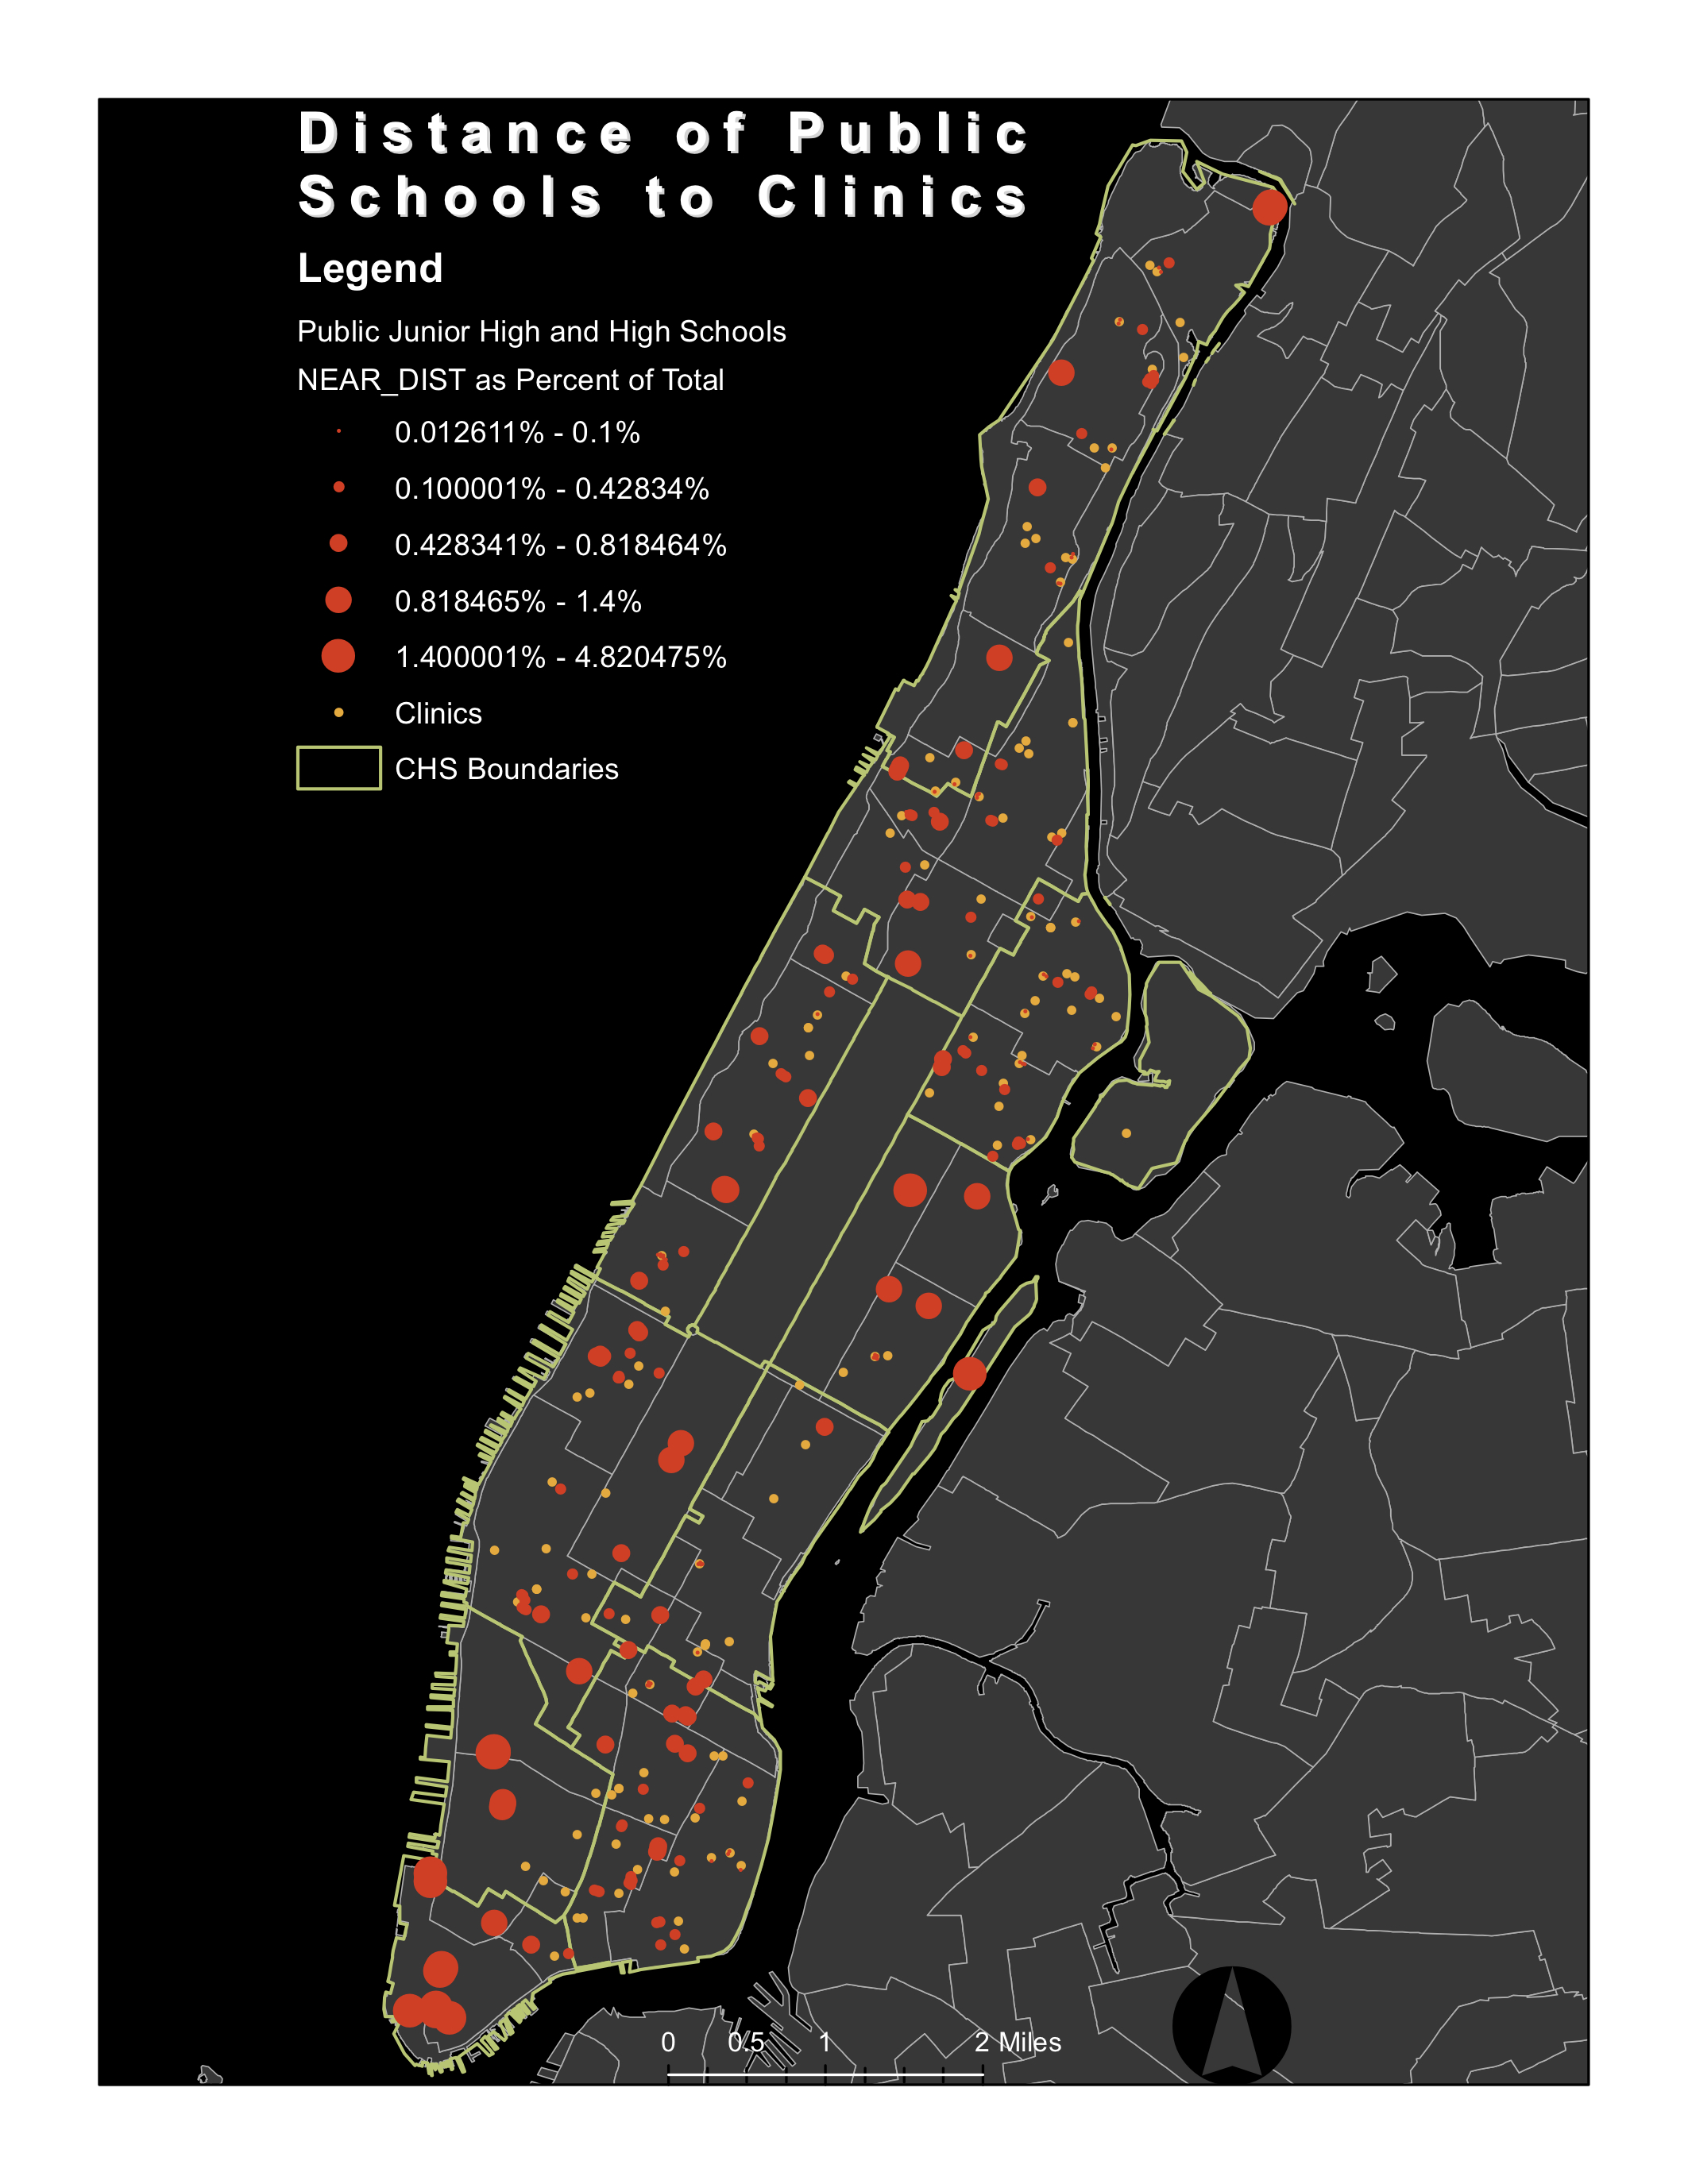 Distance of Public
Schools to Clinics
Legend
Public Junior High and High Schools
NEAR_DIST as Percent of Total
0.012611% - 0.1%
0.100001% - 0.42834%
0.428341% - 0.818464%
0.818465% - 1.4%
1.400001% - 4.820475%
Clinics
CHS Boundaries
0 0.5 1 2 Miles